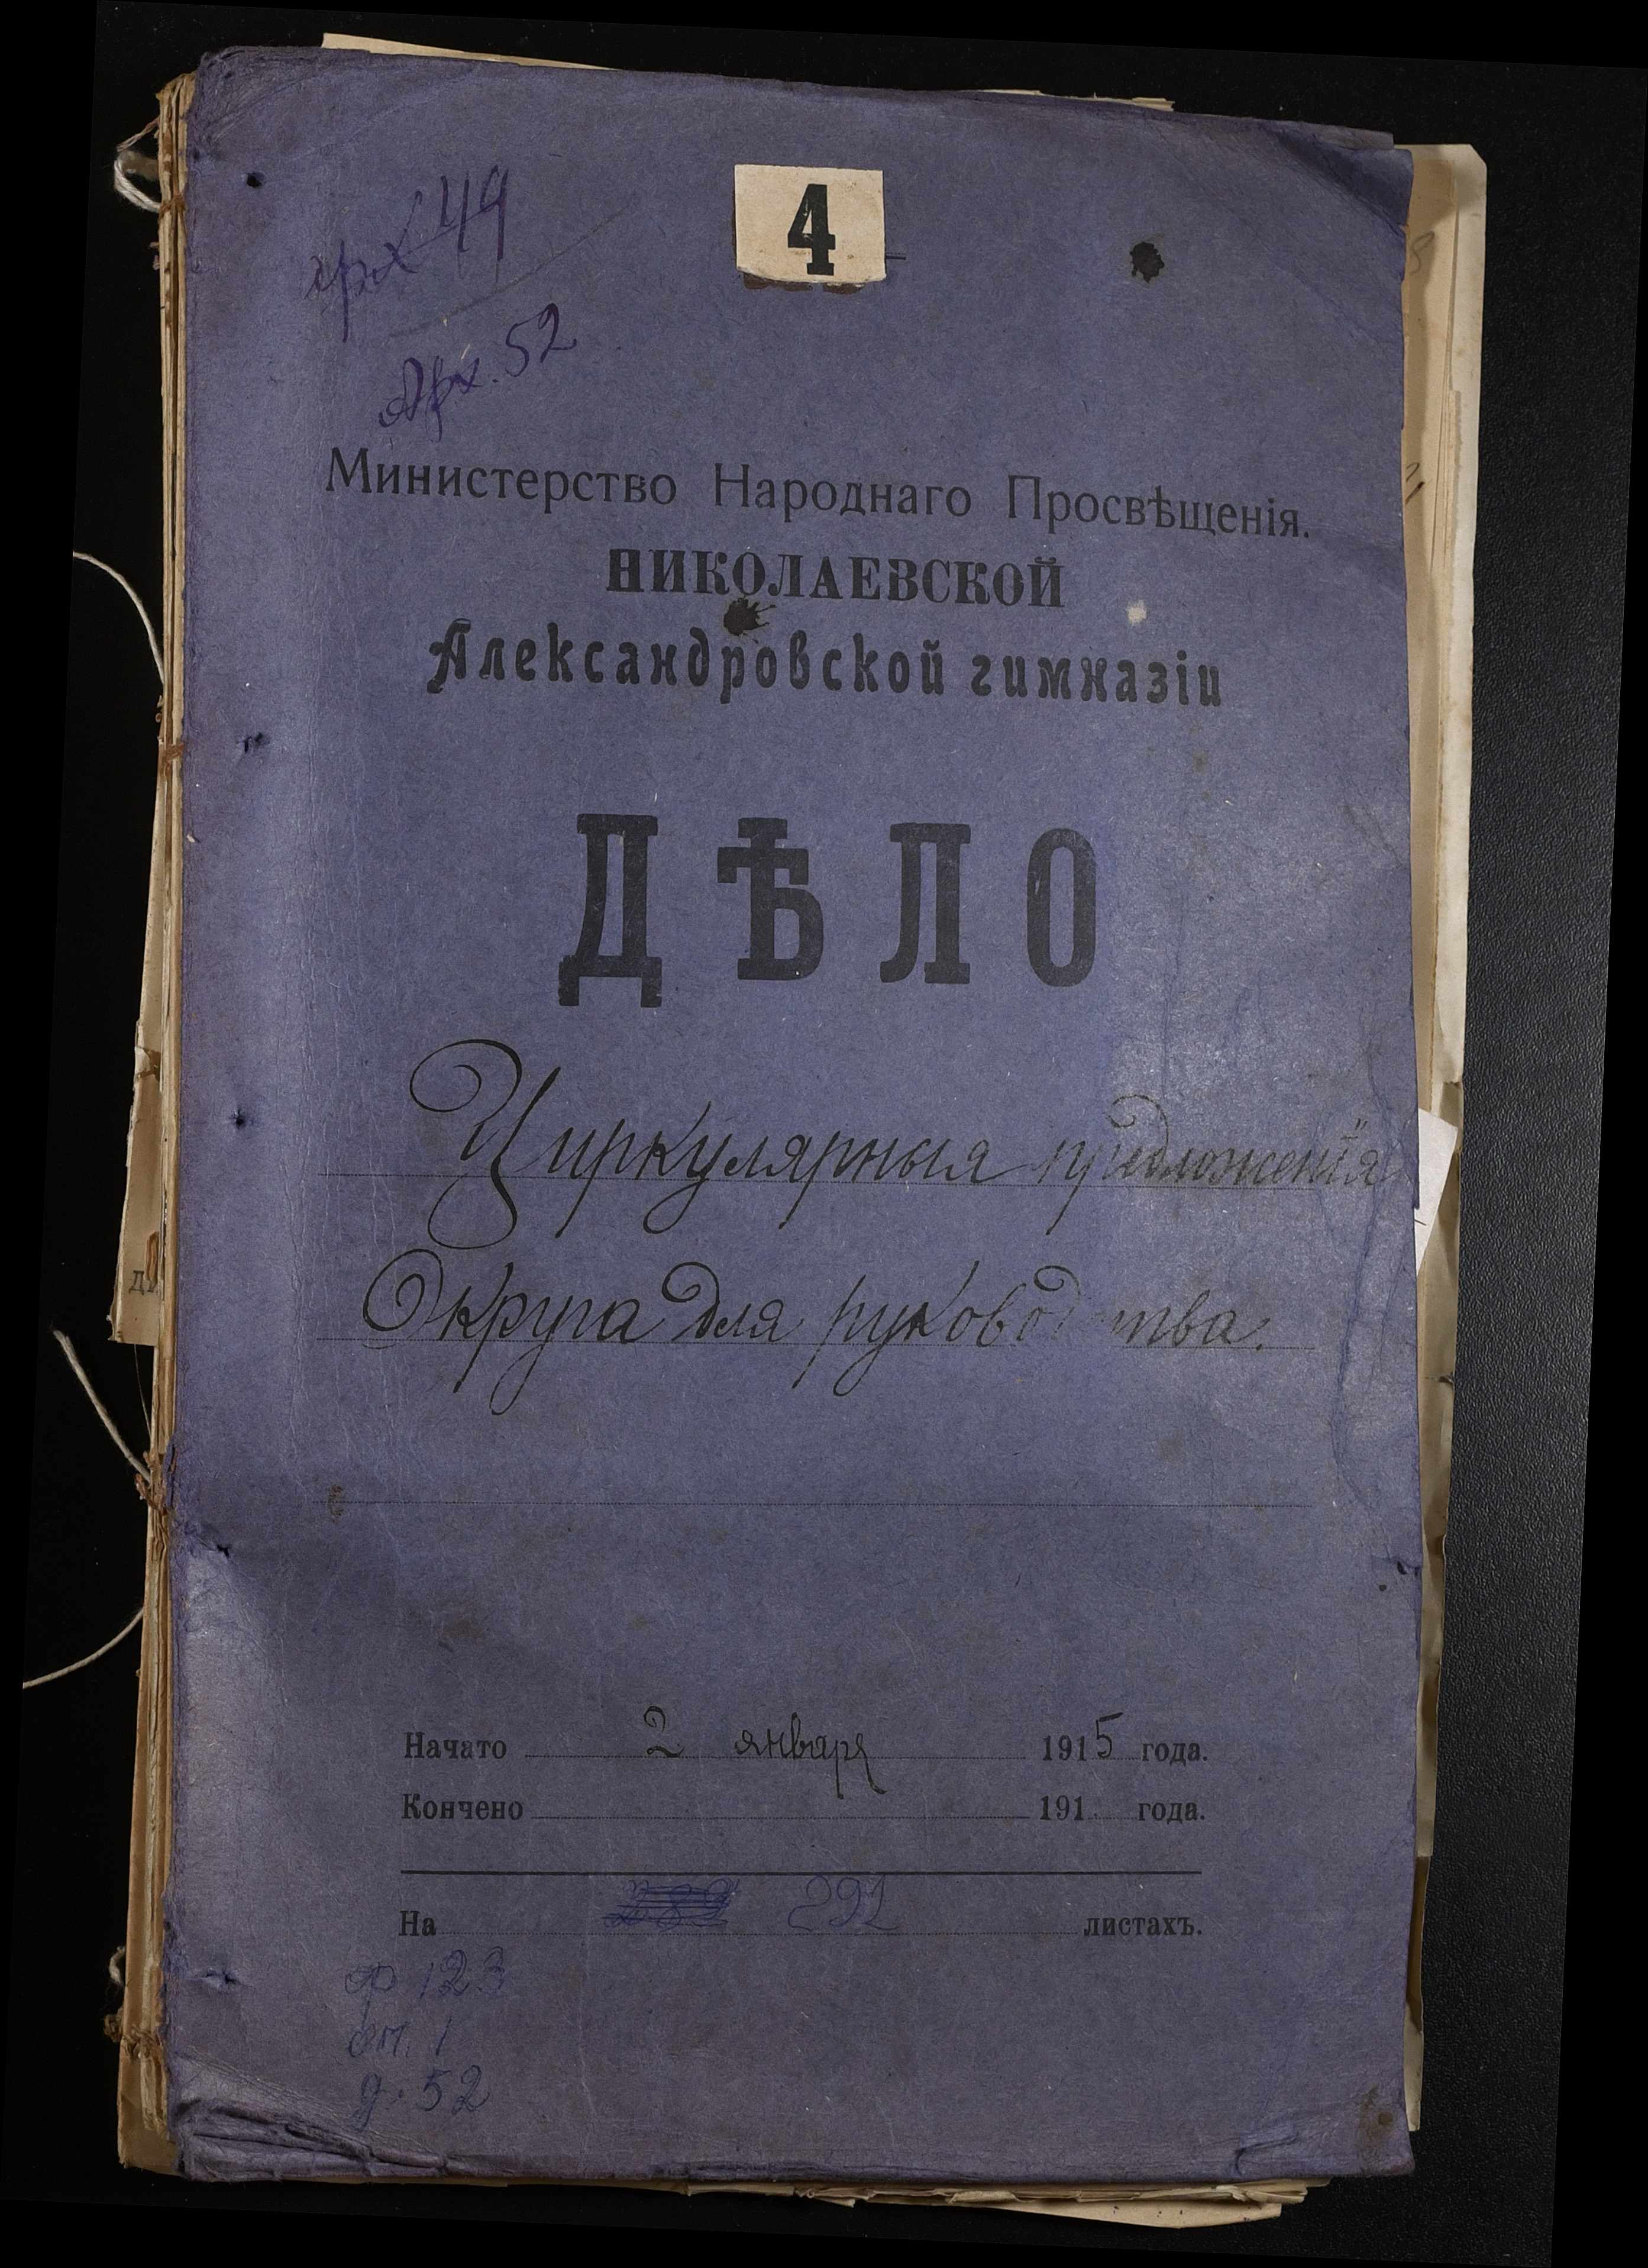 4
арх 49
Арх. 52
Министерство Народнаго Просвѣщенія.
НИКОЛАЕВСКОЙ
Александровской гимназіи
ДѢЛО
Циркулярныя предложенія
Округа для руководства.
Начато 2 января 1915 года.
Кончено 191 года.
На 292 листахъ.
ф 123
оп. 1
д. 52